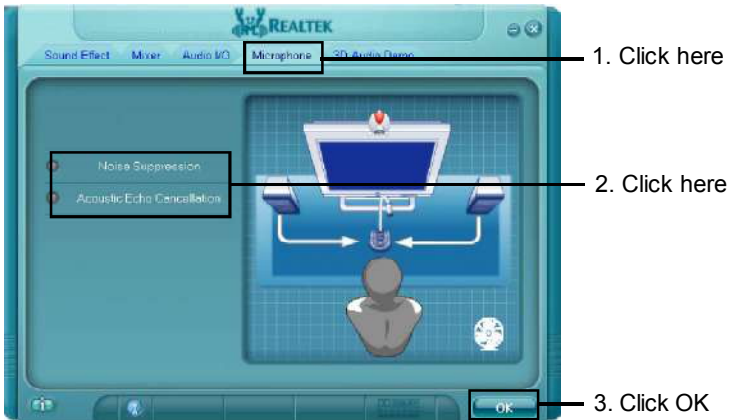 REALTEK
Sound Effect Mixer Audio I/O Microphone 3D Audio Demo
1. Click here
Noise Suppression
Acoustic Echo Cancellation
2. Click here
OK
3. Click OK